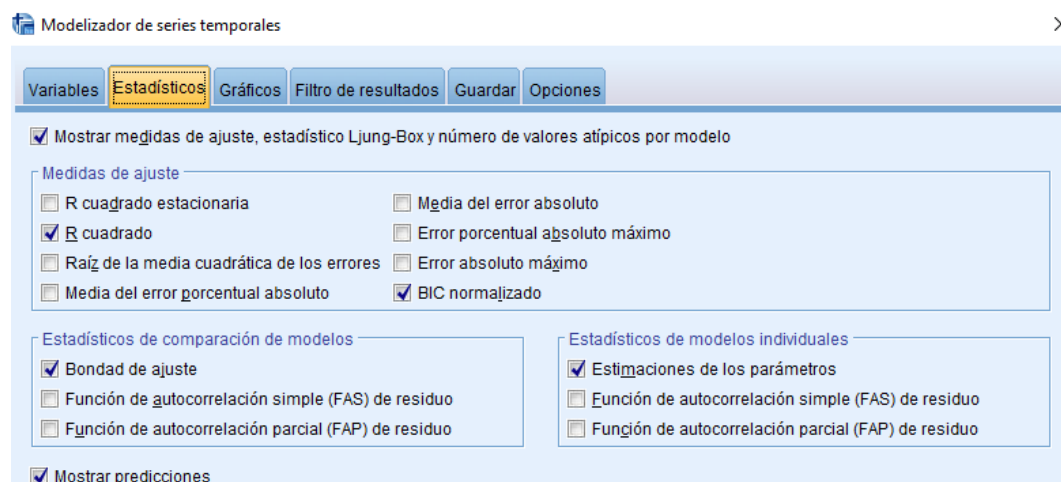 Modelizador de series temporales
Variables Estadísticos Gráficos Filtro de resultados Guardar Opciones
Mostrar medidas de ajuste, estadístico Ljung-Box y número de valores atípicos por modelo
Medidas de ajuste
R cuadrado estacionaria
Media del error absoluto
R cuadrado
Error porcentual absoluto máximo
Raíz de la media cuadrática de los errores
Error absoluto máximo
Media del error porcentual absoluto
BIC normalizado
Estadísticos de comparación de modelos
Bondad de ajuste
Función de autocorrelación simple (FAS) de residuo
Función de autocorrelación parcial (FAP) de residuo
Estadísticos de modelos individuales
Estimaciones de los parámetros
Función de autocorrelación simple (FAS) de residuo
Función de autocorrelación parcial (FAP) de residuo
Mostrar predicciones